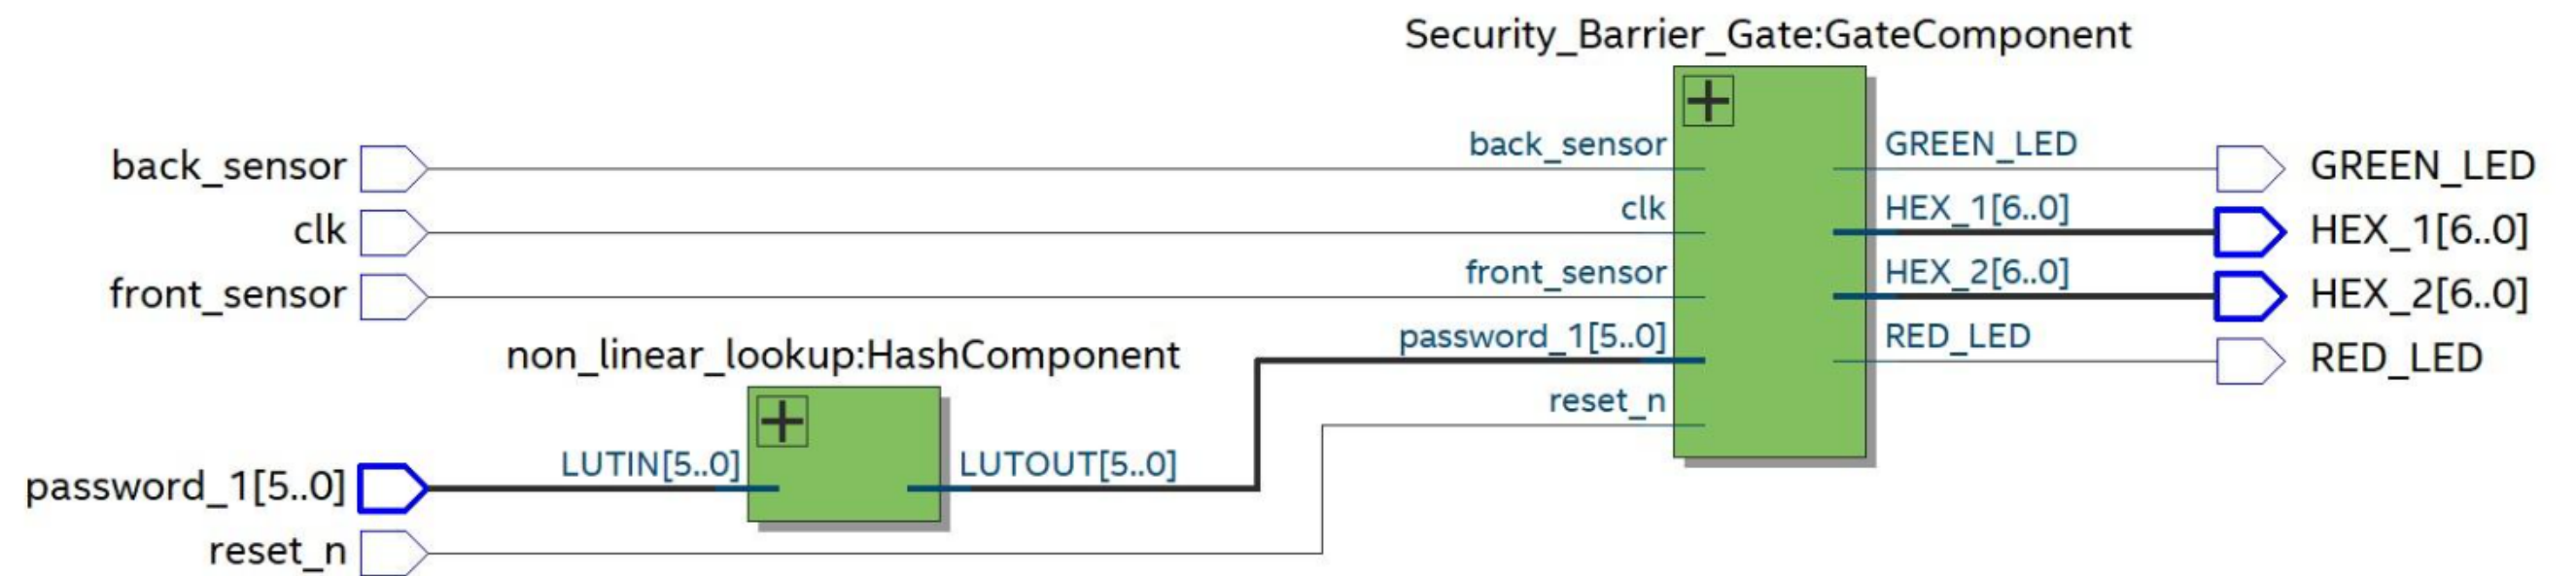 Security_Barrier_Gate:GateComponent
back_sensor
back_sensor
GREEN_LED
GREEN_LED
clk
clk
HEX_1[6..0]
HEX_1[6..0]
front_sensor
front_sensor
HEX_2[6..0]
HEX_2[6..0]
non_linear_lookup:HashComponent
password_1[5..0]
RED_LED
RED_LED
reset_n
password_1[5..0]
LUTIN[5..0]
LUTOUT[5..0]
reset_n